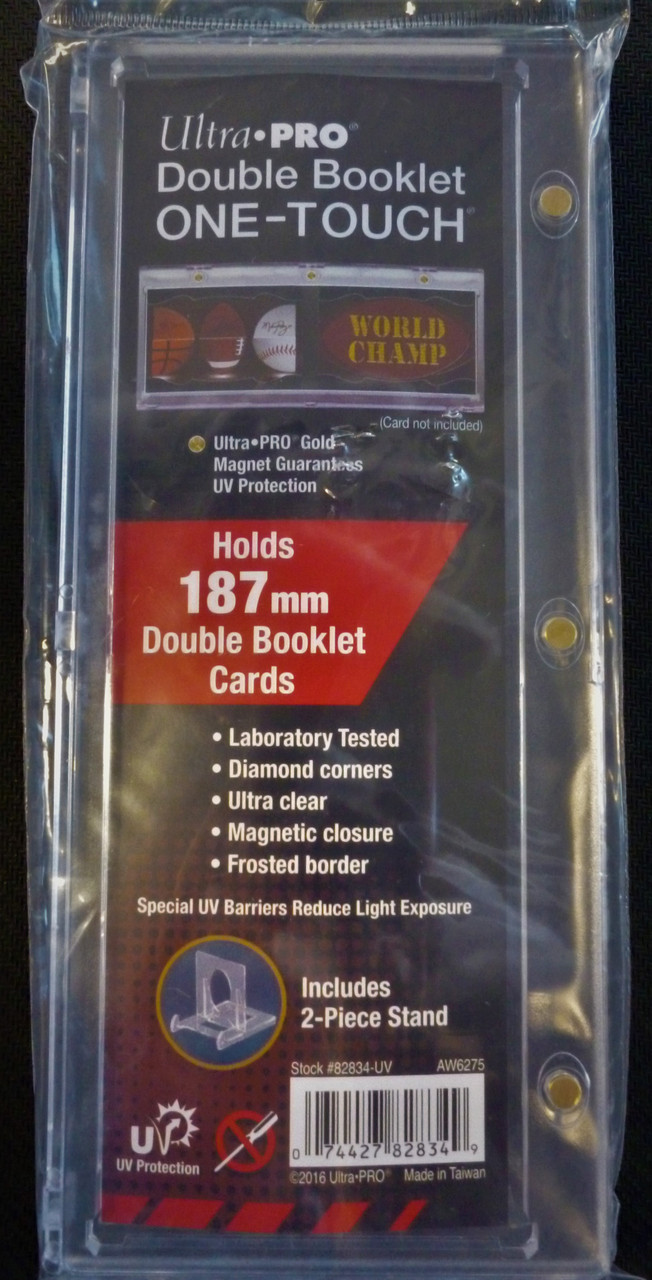 Ultra•PRO®
Double Booklet
ONE-TOUCH®
WORLD
CHAMP
(Card not included)
Ultra•PRO Gold
Magnet Guarantees
UV Protection
Holds
187mm
Double Booklet
Cards
• Laboratory Tested
• Diamond corners
• Ultra clear
• Magnetic closure
• Frosted border
Special UV Barriers Reduce Light Exposure
Includes
2-Piece Stand
Stock #82834-UV AW6275
UV
UV Protection
0 74427 82834 9
©2016 Ultra•PRO® Made in Taiwan